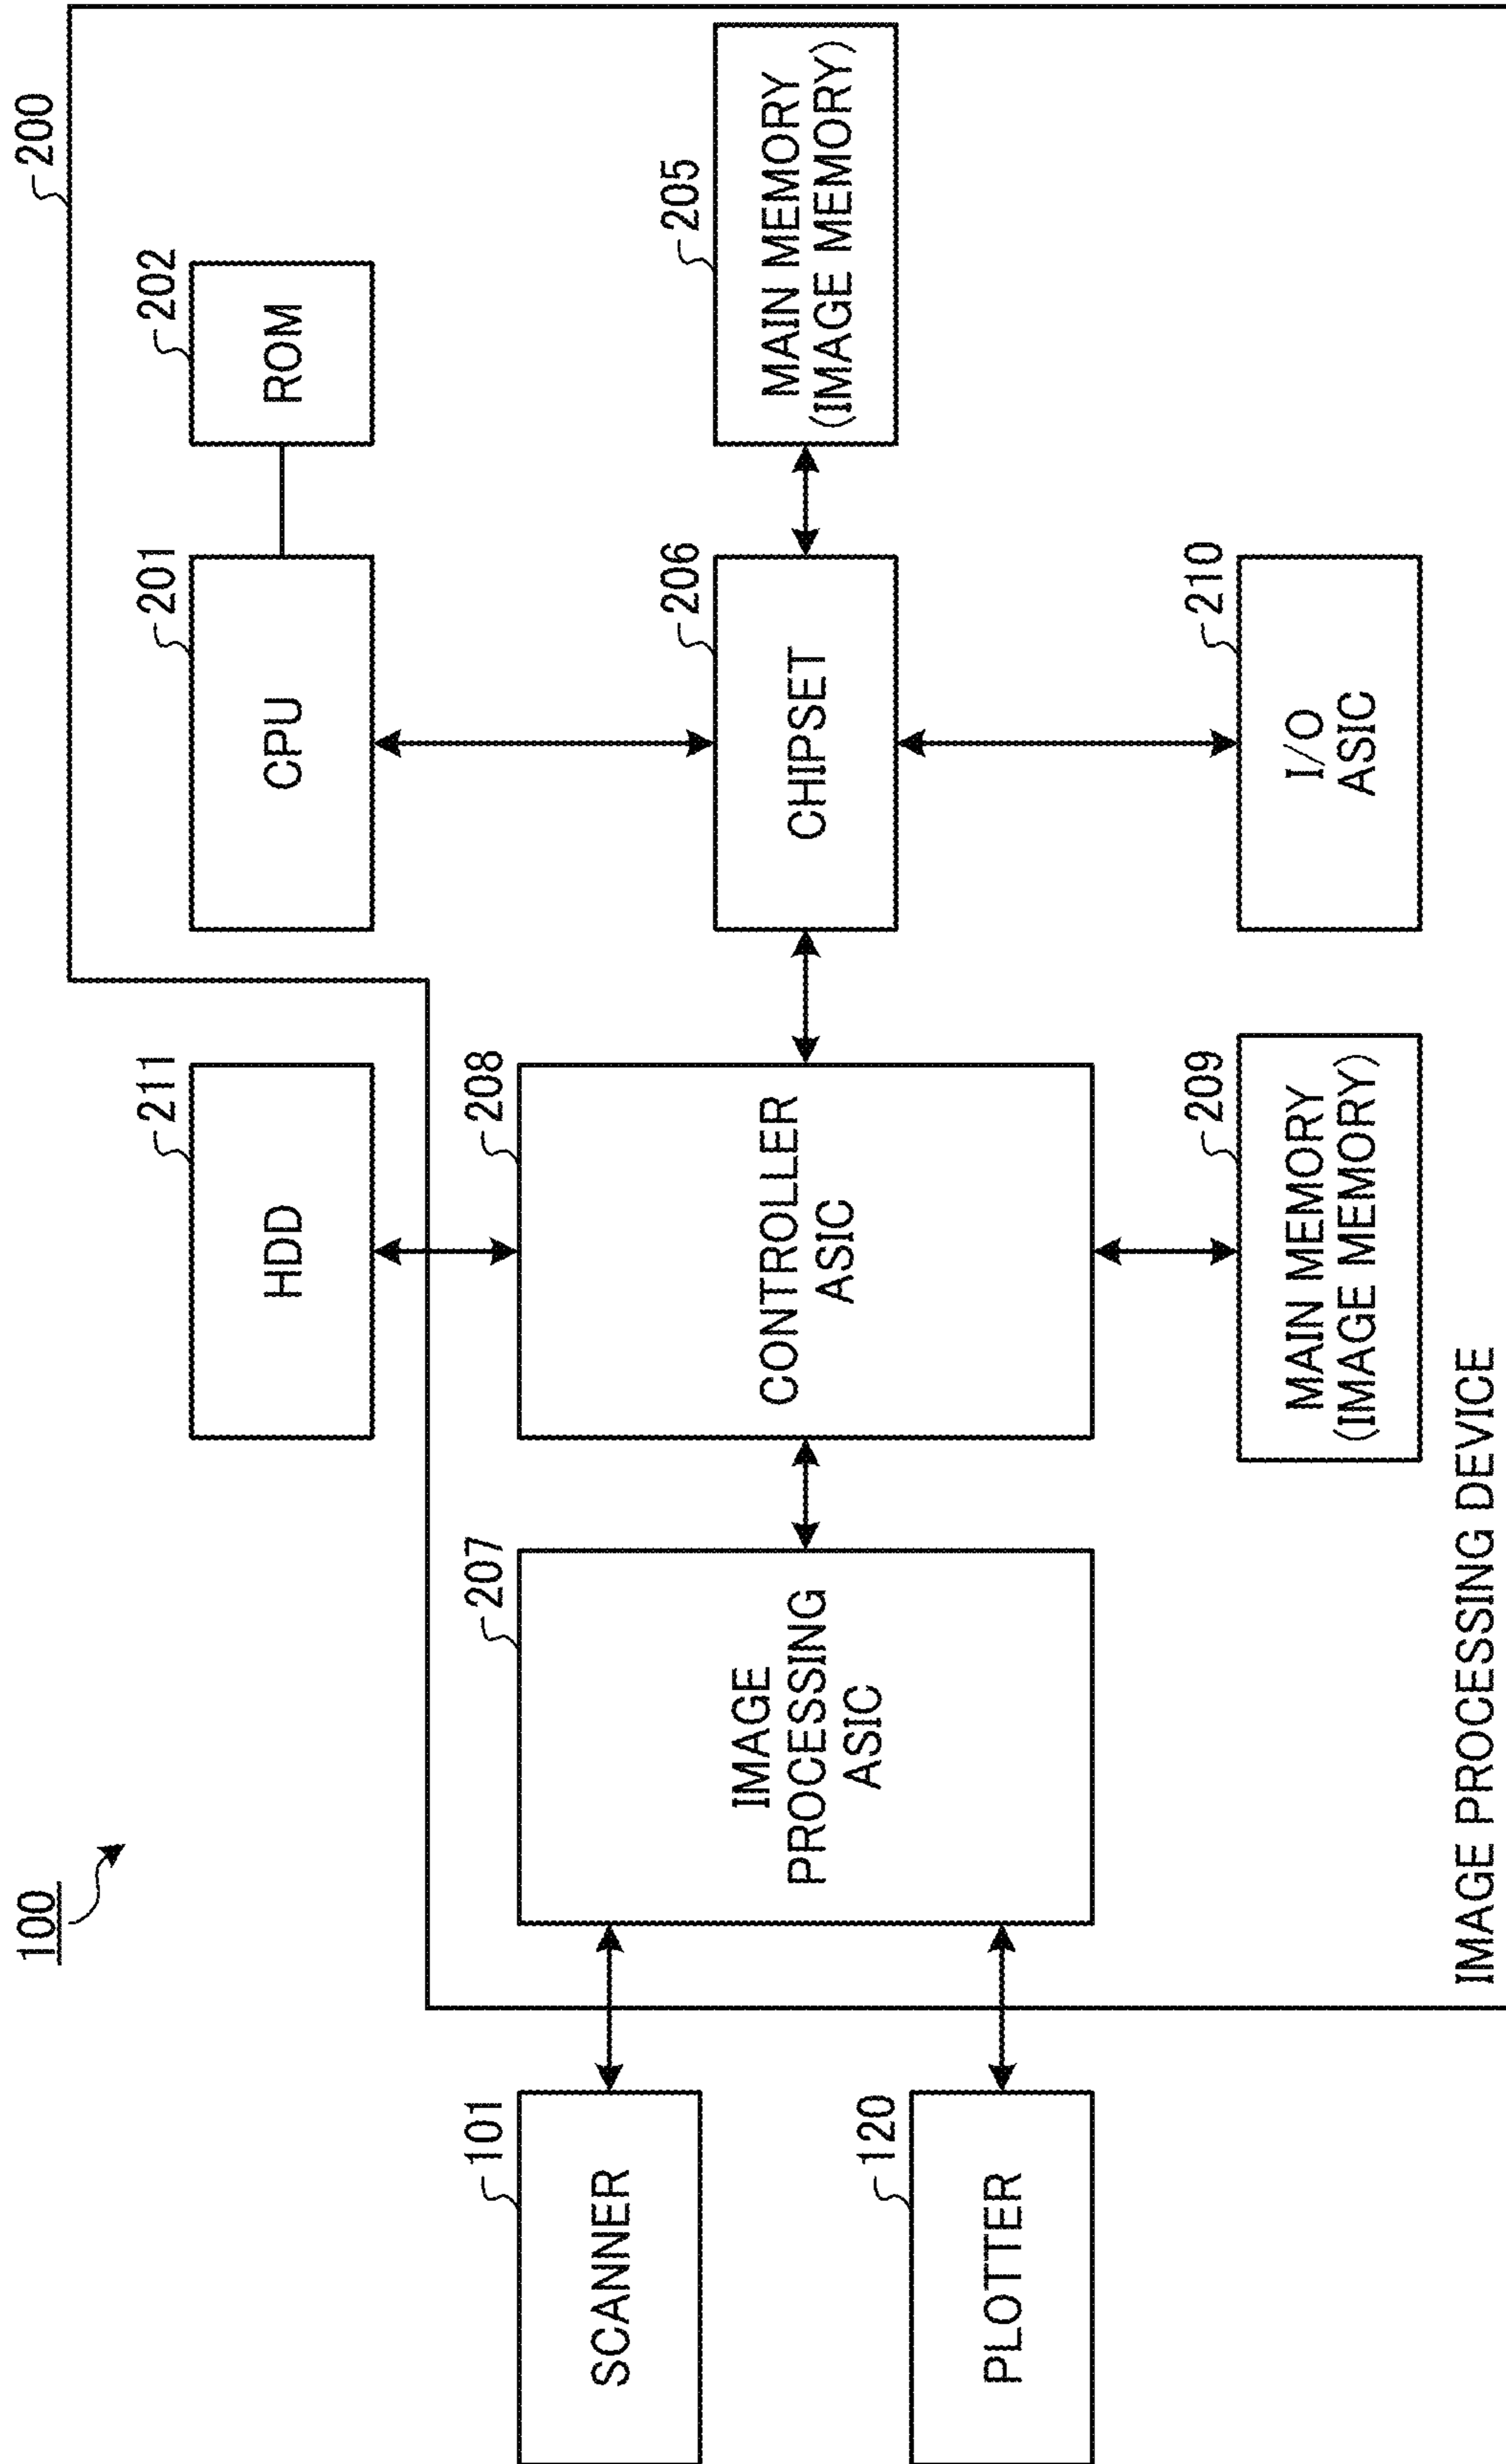 100
200
211
HDD
201
CPU
202
ROM
101
SCANNER
207
IMAGE
PROCESSING
ASIC
208
CONTROLLER
ASIC
206
CHIPSET
205
MAIN MEMORY
(IMAGE MEMORY)
120
PLOTTER
209
MAIN MEMORY
(IMAGE MEMORY)
210
I/O
ASIC
IMAGE PROCESSING DEVICE